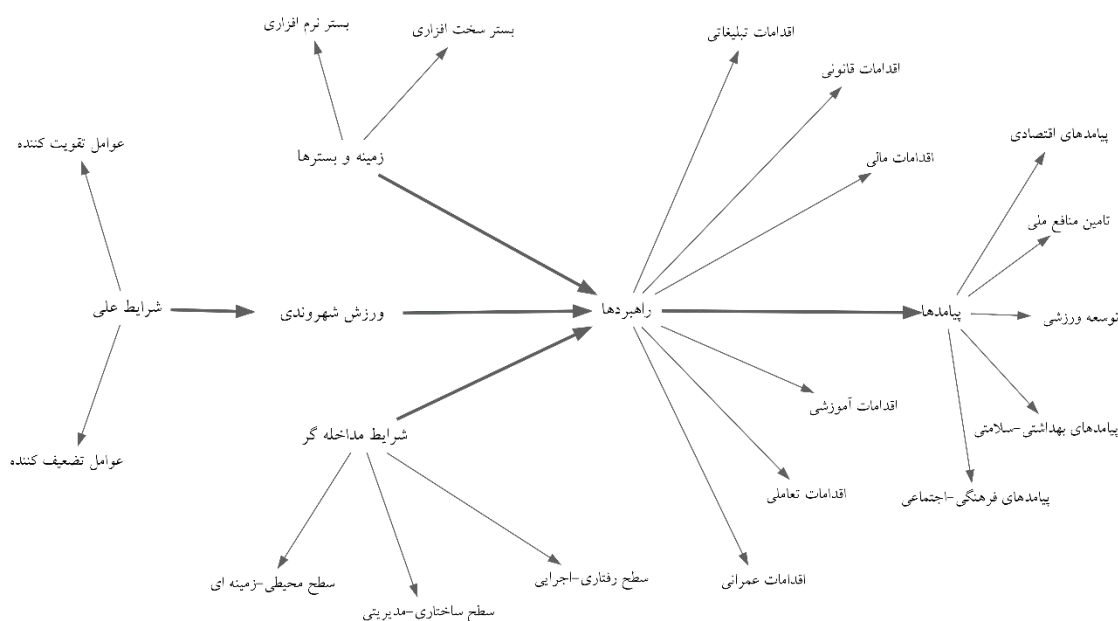 بستر نرم افزاری
بستر سخت افزاری
زمینه و بسترها
عوامل تقویت کننده
شرایط علی
عوامل تضعیف کننده
ورزش شهروندی
شرایط مداخله گر
سطح محیطی-زمینه ای
سطح ساختاری-مدیریتی
سطح رفتاری-اجرایی
راهبردها
اقدامات تبلیغاتی
اقدامات قانونی
اقدامات مالی
اقدامات آموزشی
اقدامات تعاملی
اقدامات عمرانی
پیامدها
پیامدهای اقتصادی
تامین منافع ملی
توسعه ورزشی
پیامدهای بهداشتی-سلامتی
پیامدهای فرهنگی-اجتماعی